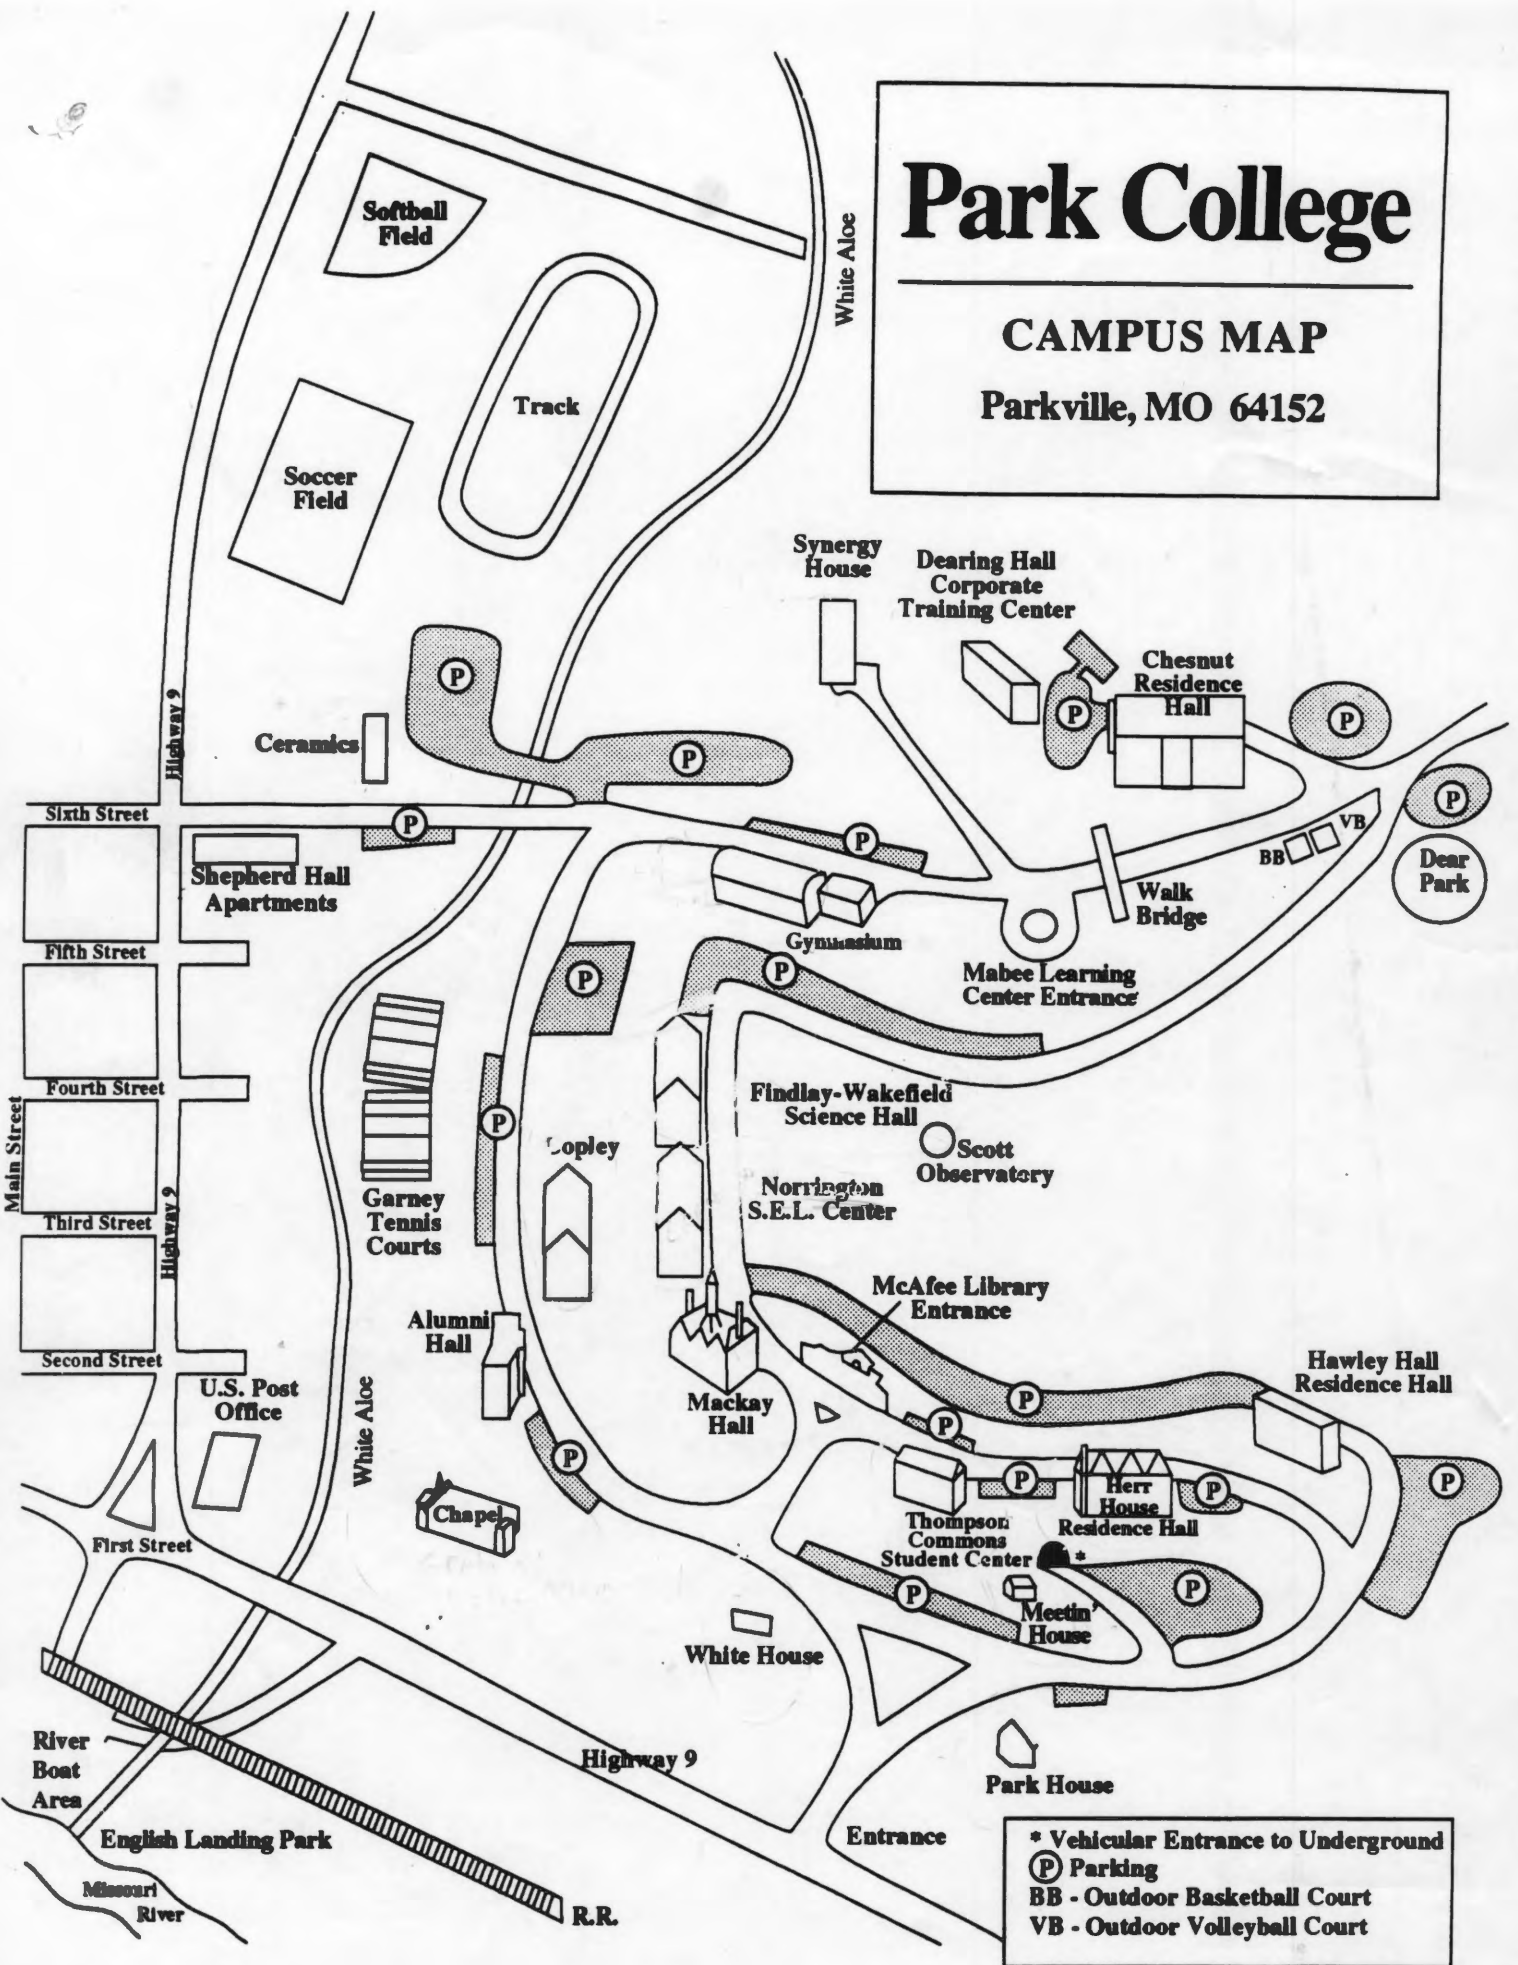 Park College
CAMPUS MAP
Parkville, MO 64152
Softball
Field
White Aloe
Track
Soccer
Field
Synergy
House
Dearing Hall
Corporate
Training Center
Chesnut
Residence
Hall
P
P
P
P
P
Highway 9
Ceramics
Sixth Street
P
P
VB
BB
Dear
Park
Shepherd Hall
Apartments
Walk
Bridge
Gymnasium
Fifth Street
P
P
Mabee Learning
Center Entrance
Fourth Street
Main Street
Findlay-Wakefield
Science Hall
P
Copley
Scott
Observatory
Garney
Tennis
Courts
Norrington
S.E.L. Center
Third Street
Highway 9
McAfee Library
Entrance
Alumni
Hall
Second Street
Hawley Hall
Residence Hall
U.S. Post
Office
White Aloe
Mackay
Hall
P
P
P
P
P
P
Herr
House
Residence Hall
Chapel
Thompson
Commons
Student Center
*
First Street
P
P
Meetin'
House
White House
River
Boat
Area
Highway 9
Park House
English Landing Park
Entrance
Missouri
River
R.R.
* Vehicular Entrance to Underground
P Parking
BB - Outdoor Basketball Court
VB - Outdoor Volleyball Court